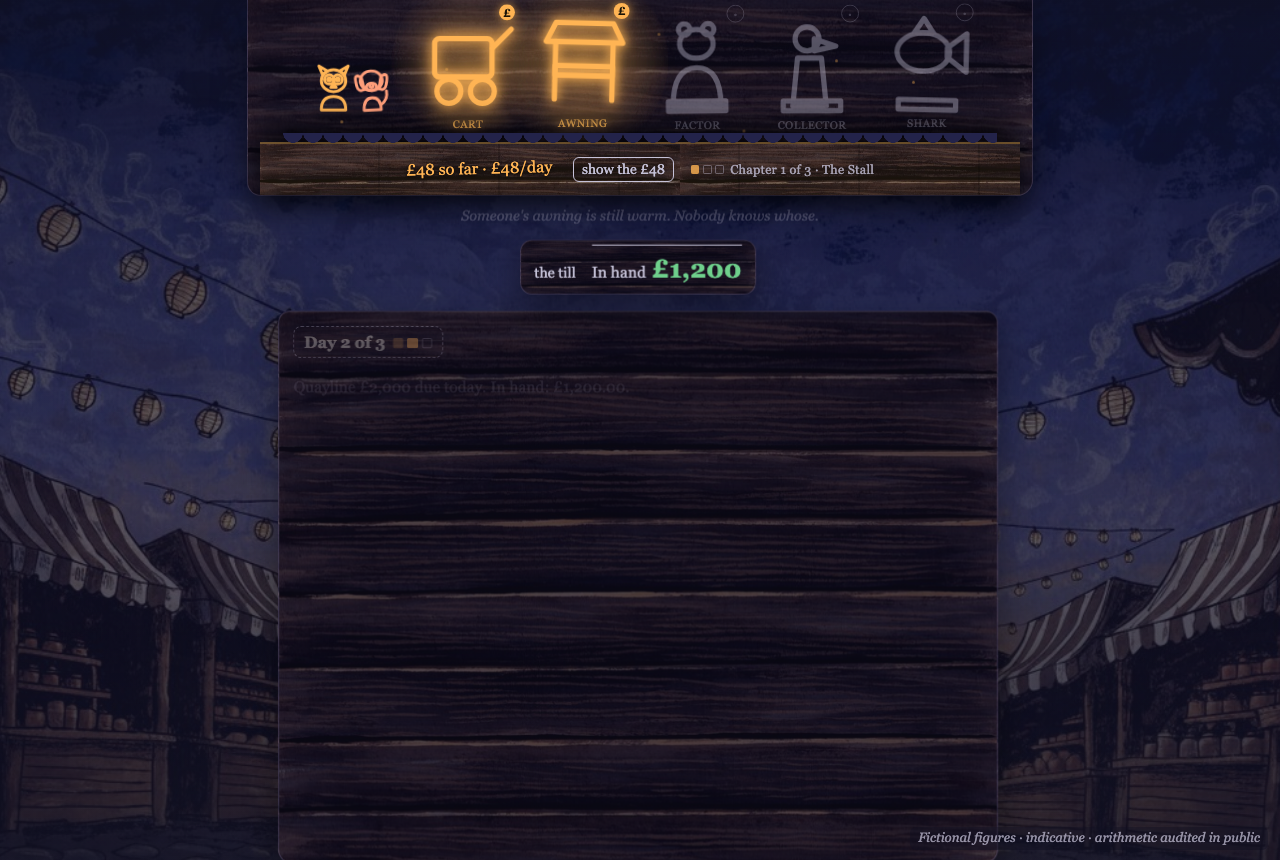 £ £
CART AWNING FACTOR COLLECTOR SHARK
£48 so far · £48/day show the £48 Chapter 1 of 3 · The Stall
Someone's awning is still warm. Nobody knows whose.
the till In hand £1,200
Day 2 of 3
Quayline £2,000 due today. In hand: £1,200.00.
Fictional figures · indicative · arithmetic audited in public